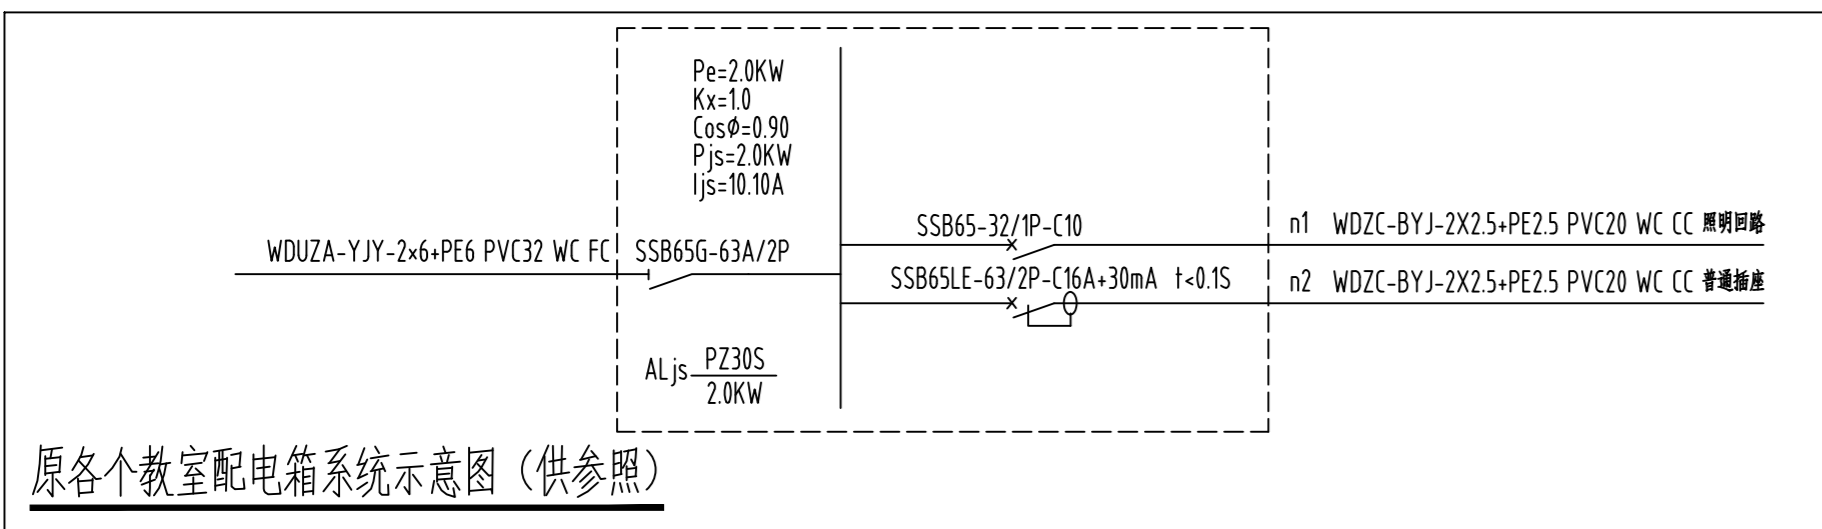 Pe=2.0KW
Kx=1.0
CosØ=0.90
Pjs=2.0KW
Ijs=10.10A
WDUZA-YJY-2×6+PE6 PVC32 WC FC
SSB65G-63A/2P
SSB65-32/1P-C10
n1 WDZC-BYJ-2X2.5+PE2.5 PVC20 WC CC 照明回路
SSB65LE-63/2P-C16A+30mA t<0.1S
n2 WDZC-BYJ-2X2.5+PE2.5 PVC20 WC CC 普通插座
ALjs PZ30S
2.0KW
原各个教室配电箱系统示意图（供参照）